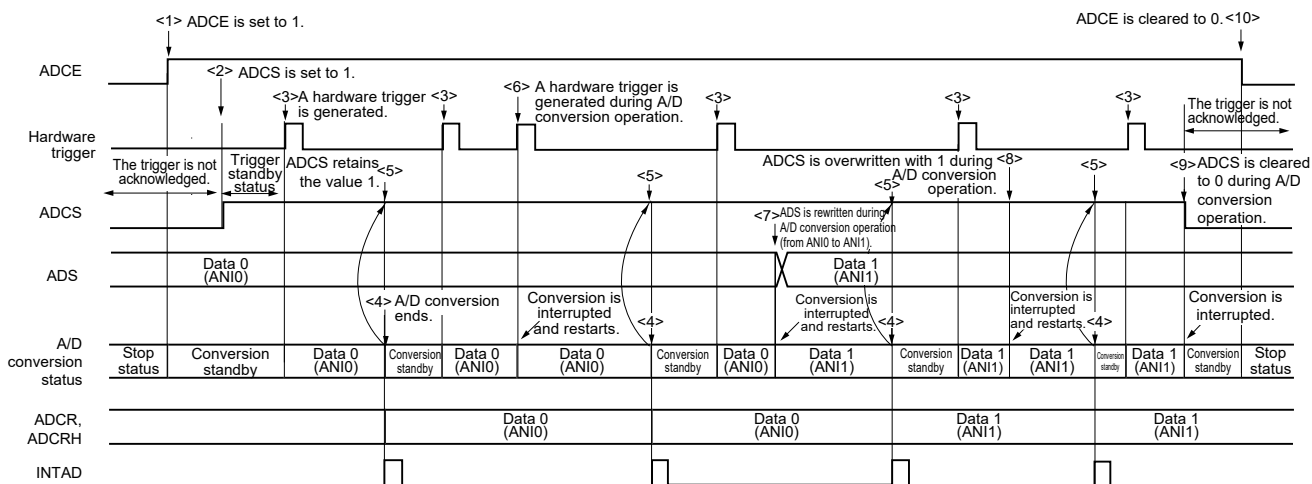 <1> ADCE is set to 1.
ADCE is cleared to 0. <10>
ADCE
<2> ADCS is set to 1.
<3> A hardware trigger
is generated.
<3>
<6> A hardware trigger is
generated during A/D
conversion operation.
<3>
<3>
<3>
The trigger is not
acknowledged.
Hardware
trigger
The trigger is not
acknowledged.
Trigger
standby
status
ADCS retains
the value 1.
<5>
<5>
ADCS is overwritten with 1 during
A/D conversion
operation.
<8>
<5>
<5>
<9> ADCS is cleared
to 0 during A/D
conversion
operation.
ADCS
<7> ADS is rewritten during
A/D conversion operation
(from ANI0 to ANI1).
ADS
Data 0
(ANI0)
Data 1
(ANI1)
<4> A/D conversion
ends.
Conversion is
interrupted
and restarts.
<4>
Conversion is
interrupted
and restarts.
<4>
Conversion is
interrupted
and restarts.
<4>
Conversion is
interrupted.
A/D
conversion
status
Stop
status
Conversion
standby
Data 0
(ANI0)
Conversion
standby
Data 0
(ANI0)
Data 0
(ANI0)
Conversion
standby
Data 0
(ANI0)
Data 1
(ANI1)
Conversion
standby
Data 1
(ANI1)
Data 1
(ANI1)
Conversion
standby
Data 1
(ANI1)
Conversion
standby
Stop
status
ADCR,
ADCRH
Data 0
(ANI0)
Data 0
(ANI0)
Data 1
(ANI1)
Data 1
(ANI1)
INTAD